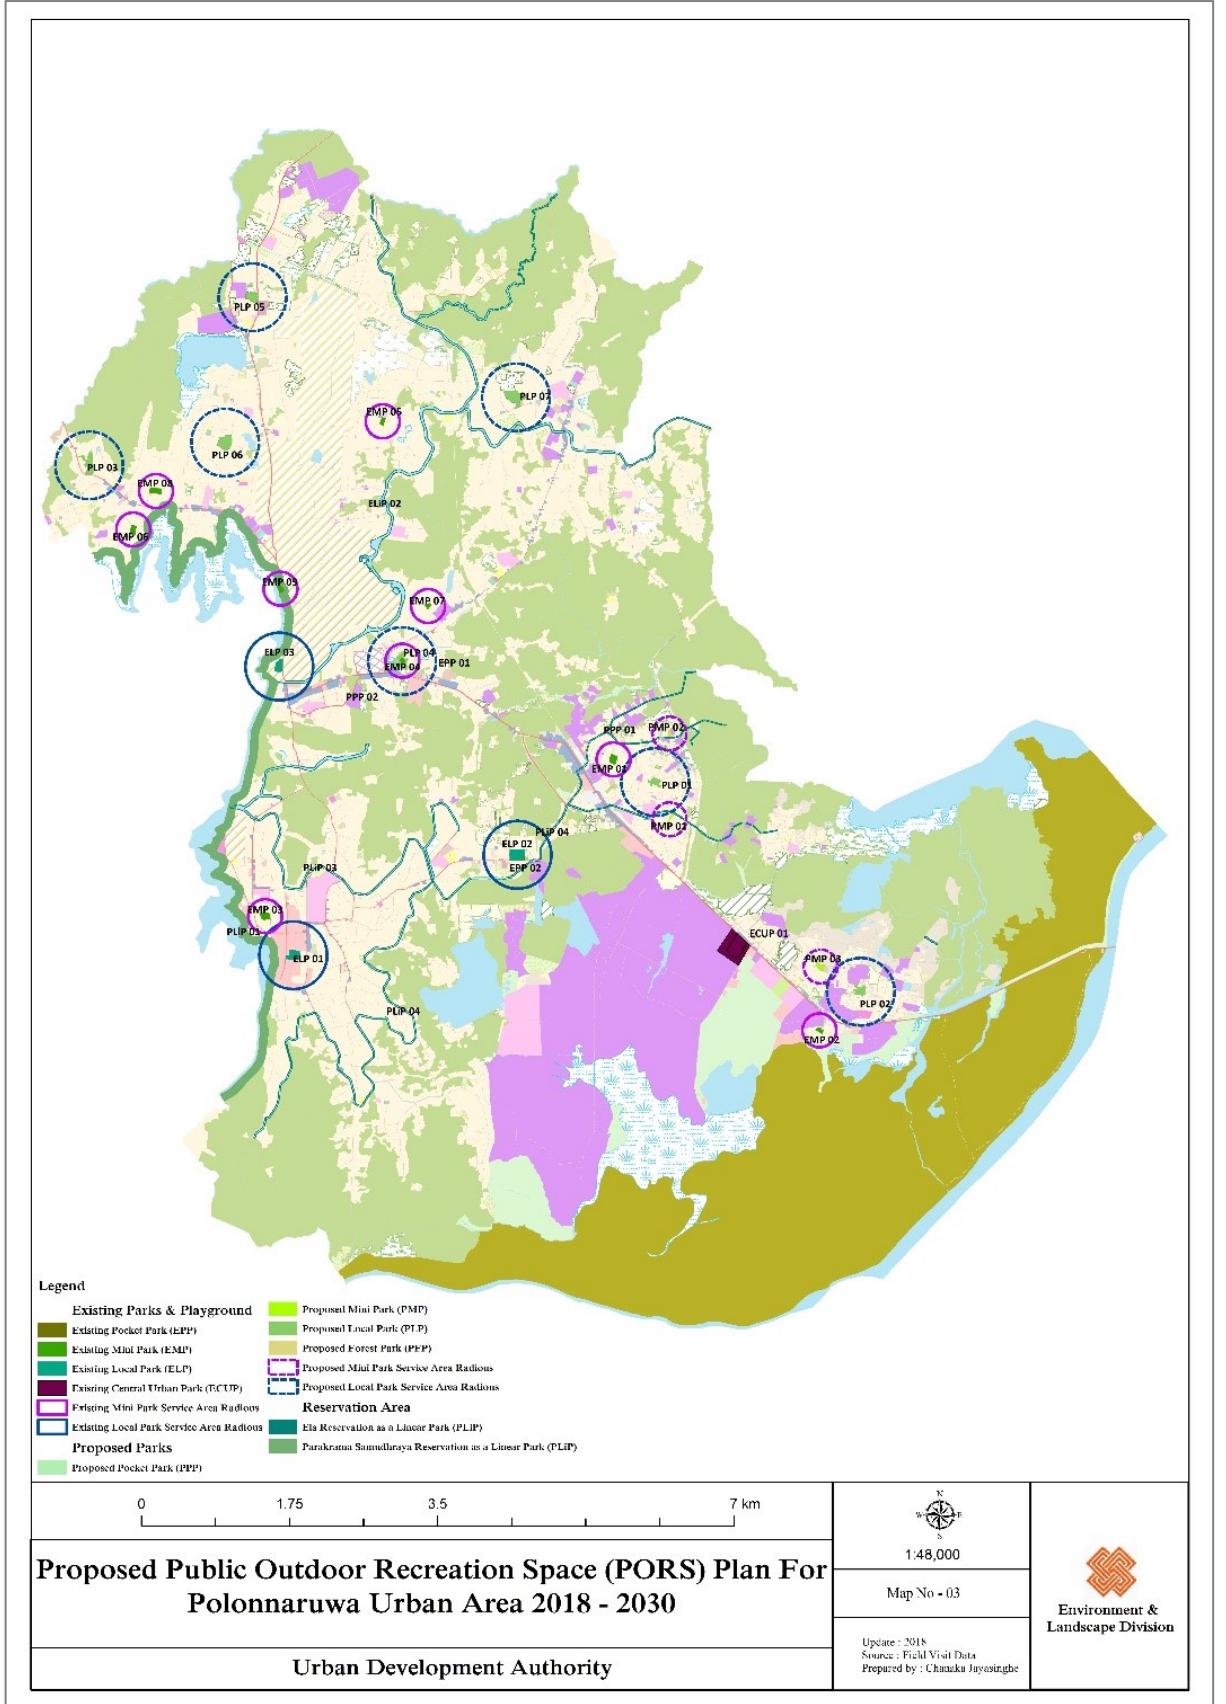 PLP 05
PLP 07
EMP 05
PLP 06
PLP 03
EMP 08
ELiP 02
EMP 06
EMP 09
EMP 07
ELP 03
PLP 04
EMP 04
EPP 01
PPP 02
PPP 01
PMP 02
EMP 01
PLP 01
PMP 01
PLiP 04
ELP 02
EPP 02
PLiP 03
EMP 03
PLiP 01
ECUP 01
ELP 01
PMP 03
PLP 02
PLiP 04
EMP 02
Legend
Existing Parks & Playground
Existing Pocket Park (EPP)
Existing Mini Park (EMP)
Existing Local Park (ELP)
Existing Central Urban Park (ECUP)
Existing Mini Park Service Area Radious
Existing Local Park Service Area Radious
Proposed Parks
Proposed Pocket Park (PPP)
Proposed Mini Park (PMP)
Proposed Local Park (PLP)
Proposed Forest Park (PFP)
Proposed Mini Park Service Area Radious
Proposed Local Park Service Area Radious
Reservation Area
Ela Reservation as a Linear Park (PLiP)
Parakrama Samudhraya Reservation as a Linear Park (PLiP)
0 1.75 3.5 7 km
N
W E
S
1:48,000
Proposed Public Outdoor Recreation Space (PORS) Plan For
Polonnaruwa Urban Area 2018 - 2030
Map No - 03
Environment &
Landscape Division
Urban Development Authority
Update : 2018
Source : Field Visit Data
Prepared by : Chanaka Jayasinghe